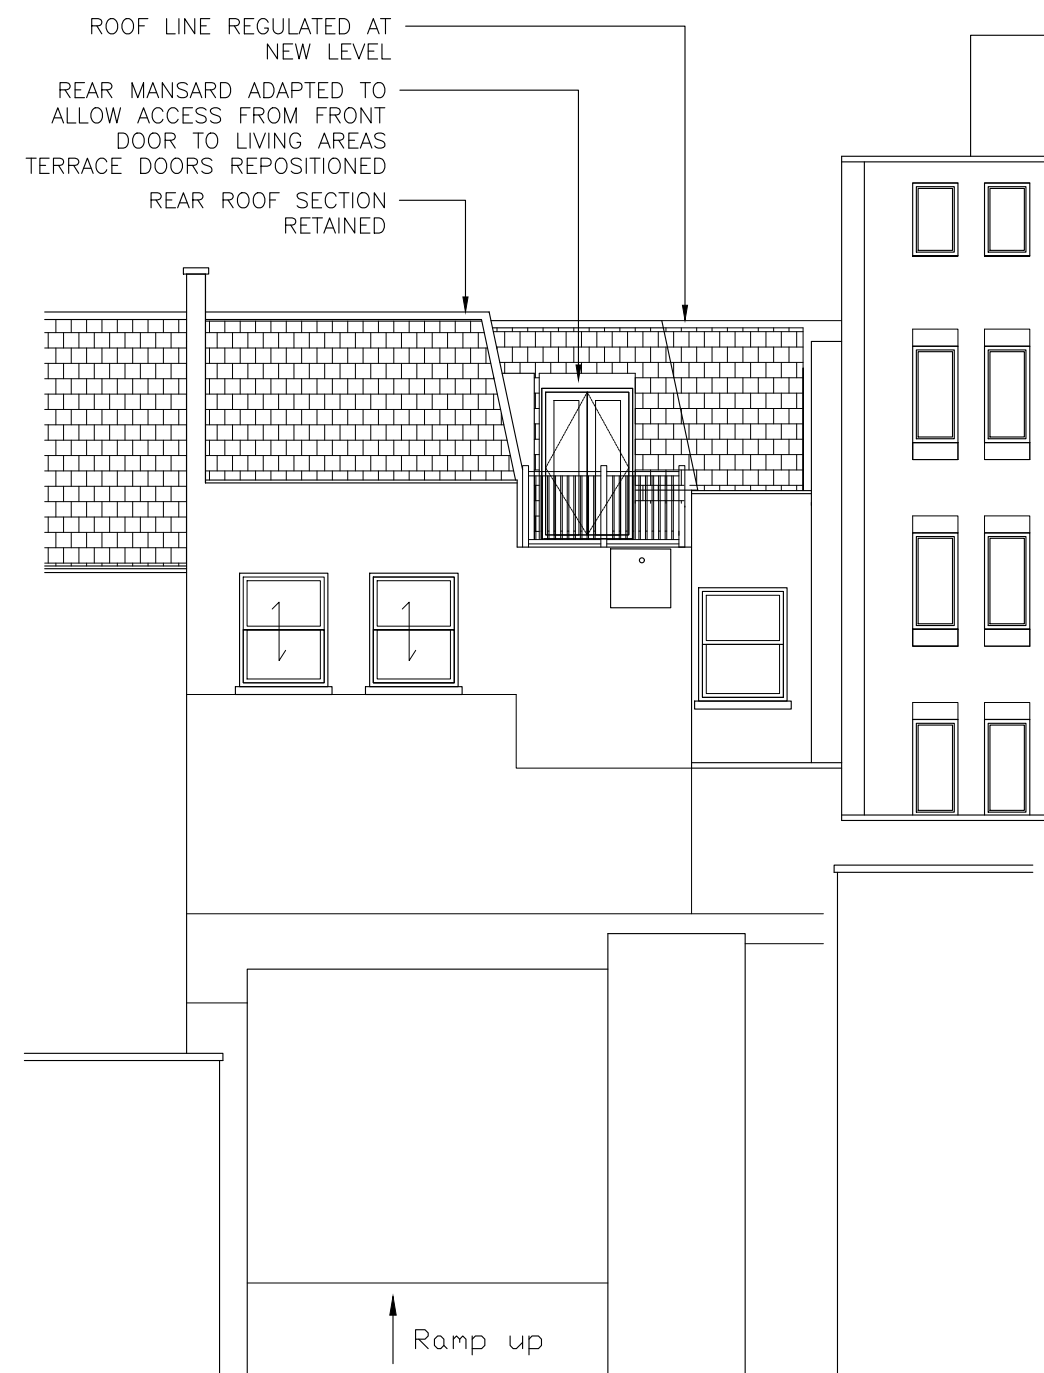 ROOF LINE REGULATED AT
NEW LEVEL
REAR MANSARD ADAPTED TO
ALLOW ACCESS FROM FRONT
DOOR TO LIVING AREAS
TERRACE DOORS REPOSITIONED
REAR ROOF SECTION
RETAINED
Ramp up